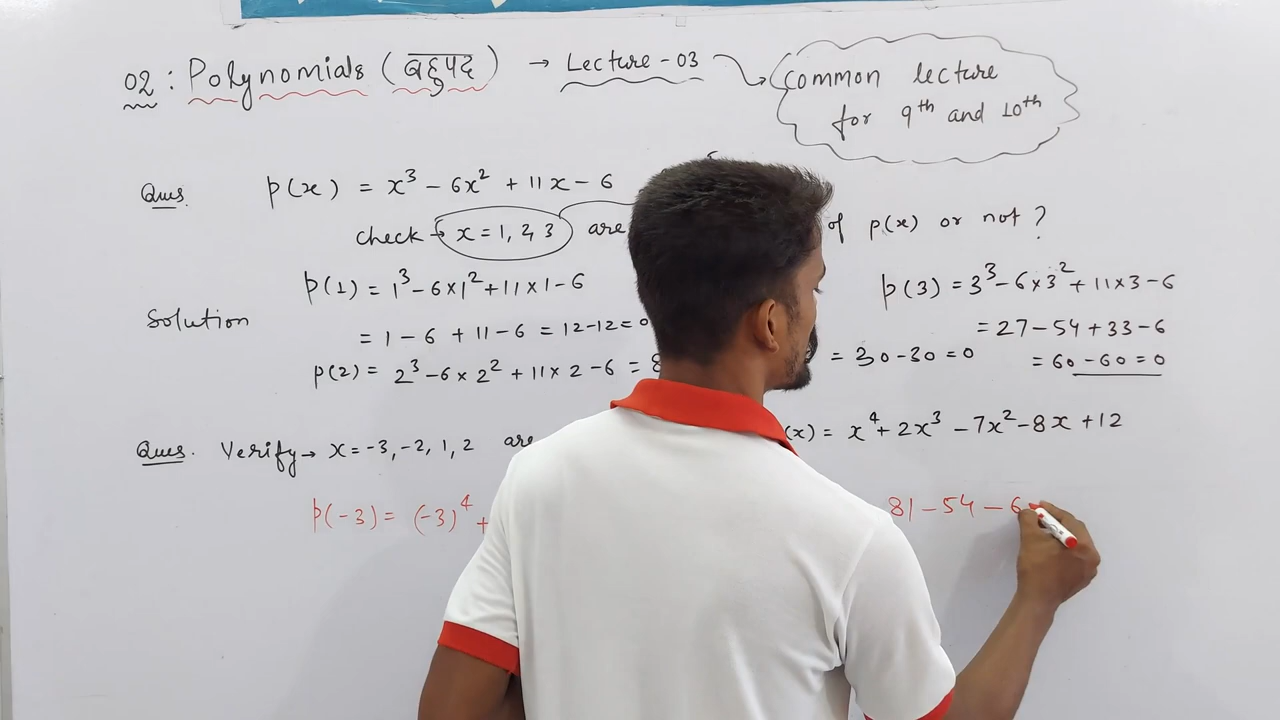 02 : Polynomials (बहुपद) → Lecture-03
Common lecture
for 9th and 10th
Ques. p(x) = x³ - 6x² + 11x - 6
check → x = 1, 2, 3 are of p(x) or not ?
Solution
p(1) = 1³ - 6×1² + 11×1 - 6
= 1 - 6 + 11 - 6 = 12 - 12 = 0
p(2) = 2³ - 6×2² + 11×2 - 6 = 8 = 30 - 30 = 0
p(3) = 3³ - 6×3² + 11×3 - 6
= 27 - 54 + 33 - 6
= 60 - 60 = 0
Ques. Verify → x = -3, -2, 1, 2 are (x) = x⁴ + 2x³ - 7x² - 8x + 12
p(-3) = (-3)⁴ + 81 - 54 - 6